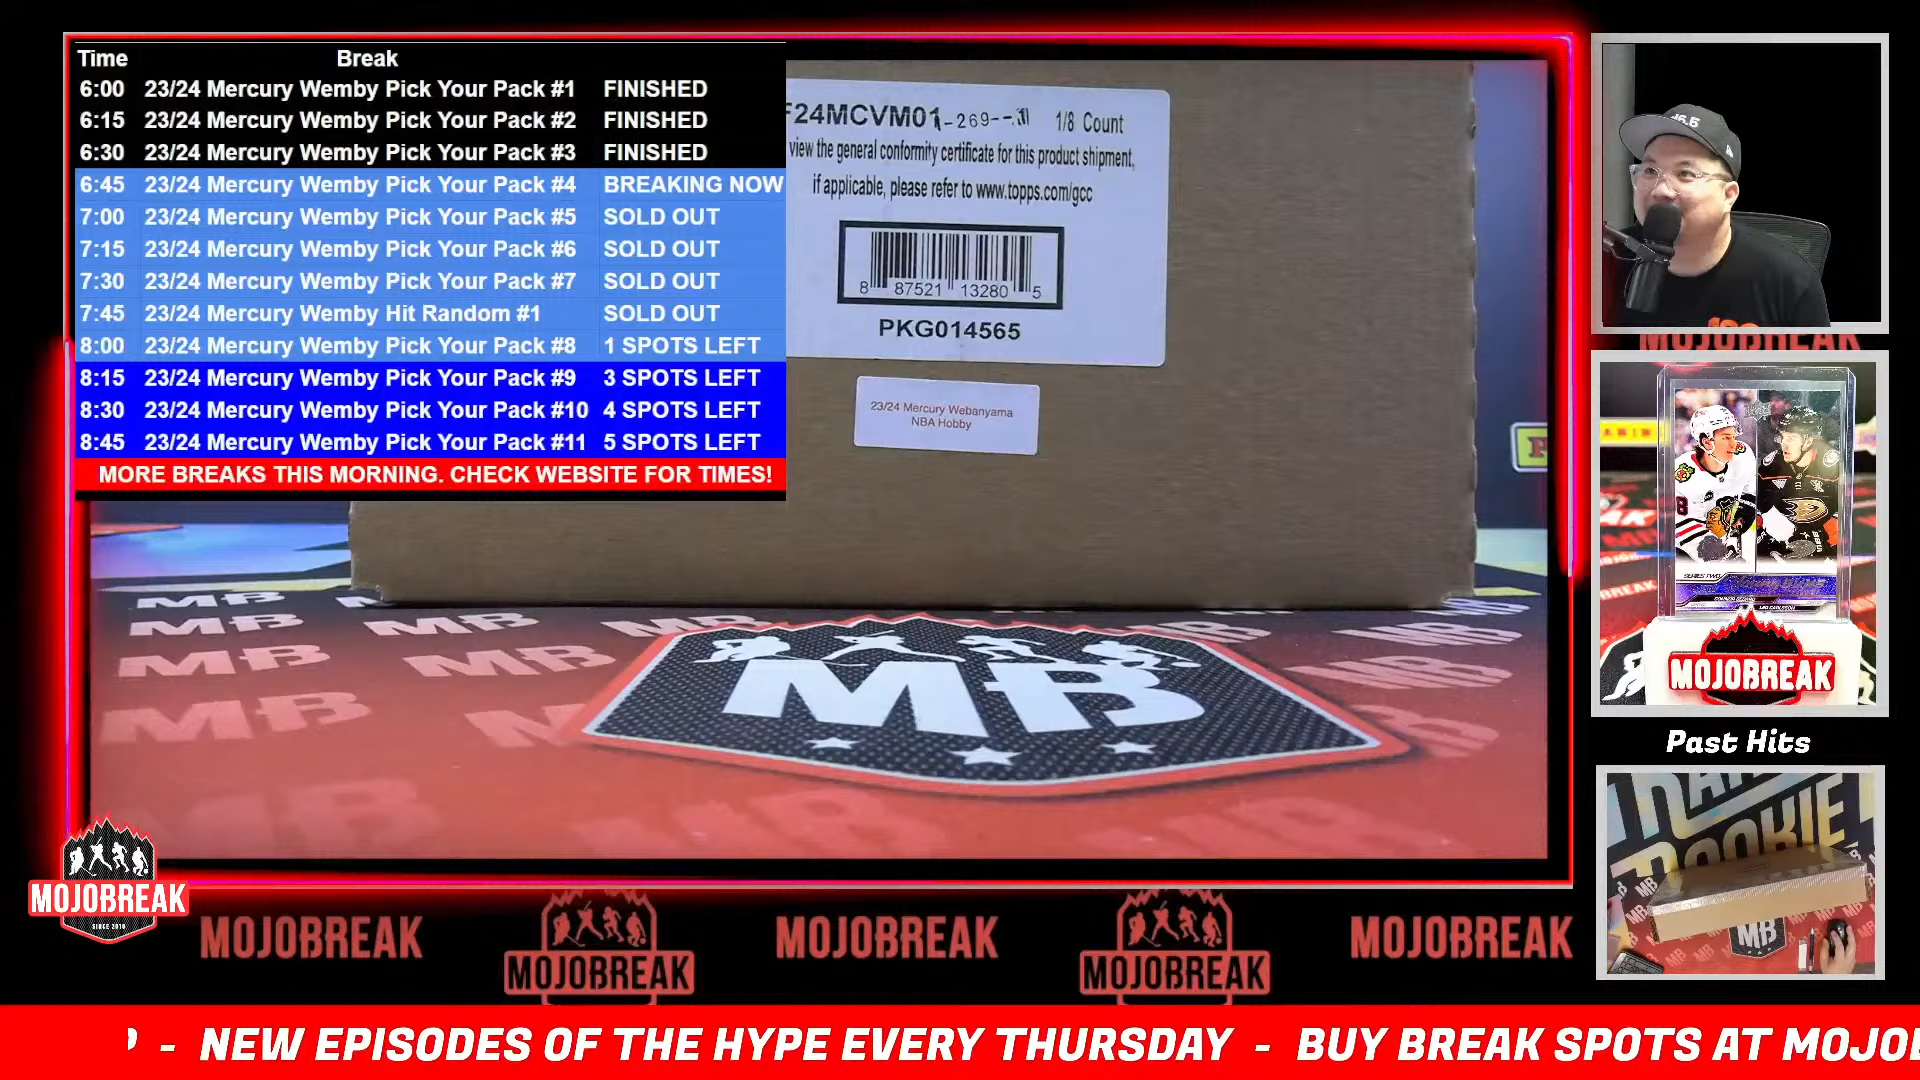 Time Break
6:00 23/24 Mercury Wemby Pick Your Pack #1 FINISHED
6:15 23/24 Mercury Wemby Pick Your Pack #2 FINISHED
6:30 23/24 Mercury Wemby Pick Your Pack #3 FINISHED
6:45 23/24 Mercury Wemby Pick Your Pack #4 BREAKING NOW
7:00 23/24 Mercury Wemby Pick Your Pack #5 SOLD OUT
7:15 23/24 Mercury Wemby Pick Your Pack #6 SOLD OUT
7:30 23/24 Mercury Wemby Pick Your Pack #7 SOLD OUT
7:45 23/24 Mercury Wemby Hit Random #1 SOLD OUT
8:00 23/24 Mercury Wemby Pick Your Pack #8 1 SPOTS LEFT
8:15 23/24 Mercury Wemby Pick Your Pack #9 3 SPOTS LEFT
8:30 23/24 Mercury Wemby Pick Your Pack #10 4 SPOTS LEFT
8:45 23/24 Mercury Wemby Pick Your Pack #11 5 SPOTS LEFT
MORE BREAKS THIS MORNING. CHECK WEBSITE FOR TIMES!
F24MCVM01-269-- 1/8 Count
view the general conformity certificate for this product shipment,
if applicable, please refer to www.topps.com/gcc
8 87521 13280 5
PKG014565
23/24 Mercury Webanyama
NBA Hobby
MB
MOJOBREAK
SINCE 2010
MOJOBREAK MOJOBREAK MOJOBREAK MOJOBREAK MOJOBREAK
SERIES TWO
MOJOBREAK
Past Hits
ROOKIE
MB
- NEW EPISODES OF THE HYPE EVERY THURSDAY - BUY BREAK SPOTS AT MOJO